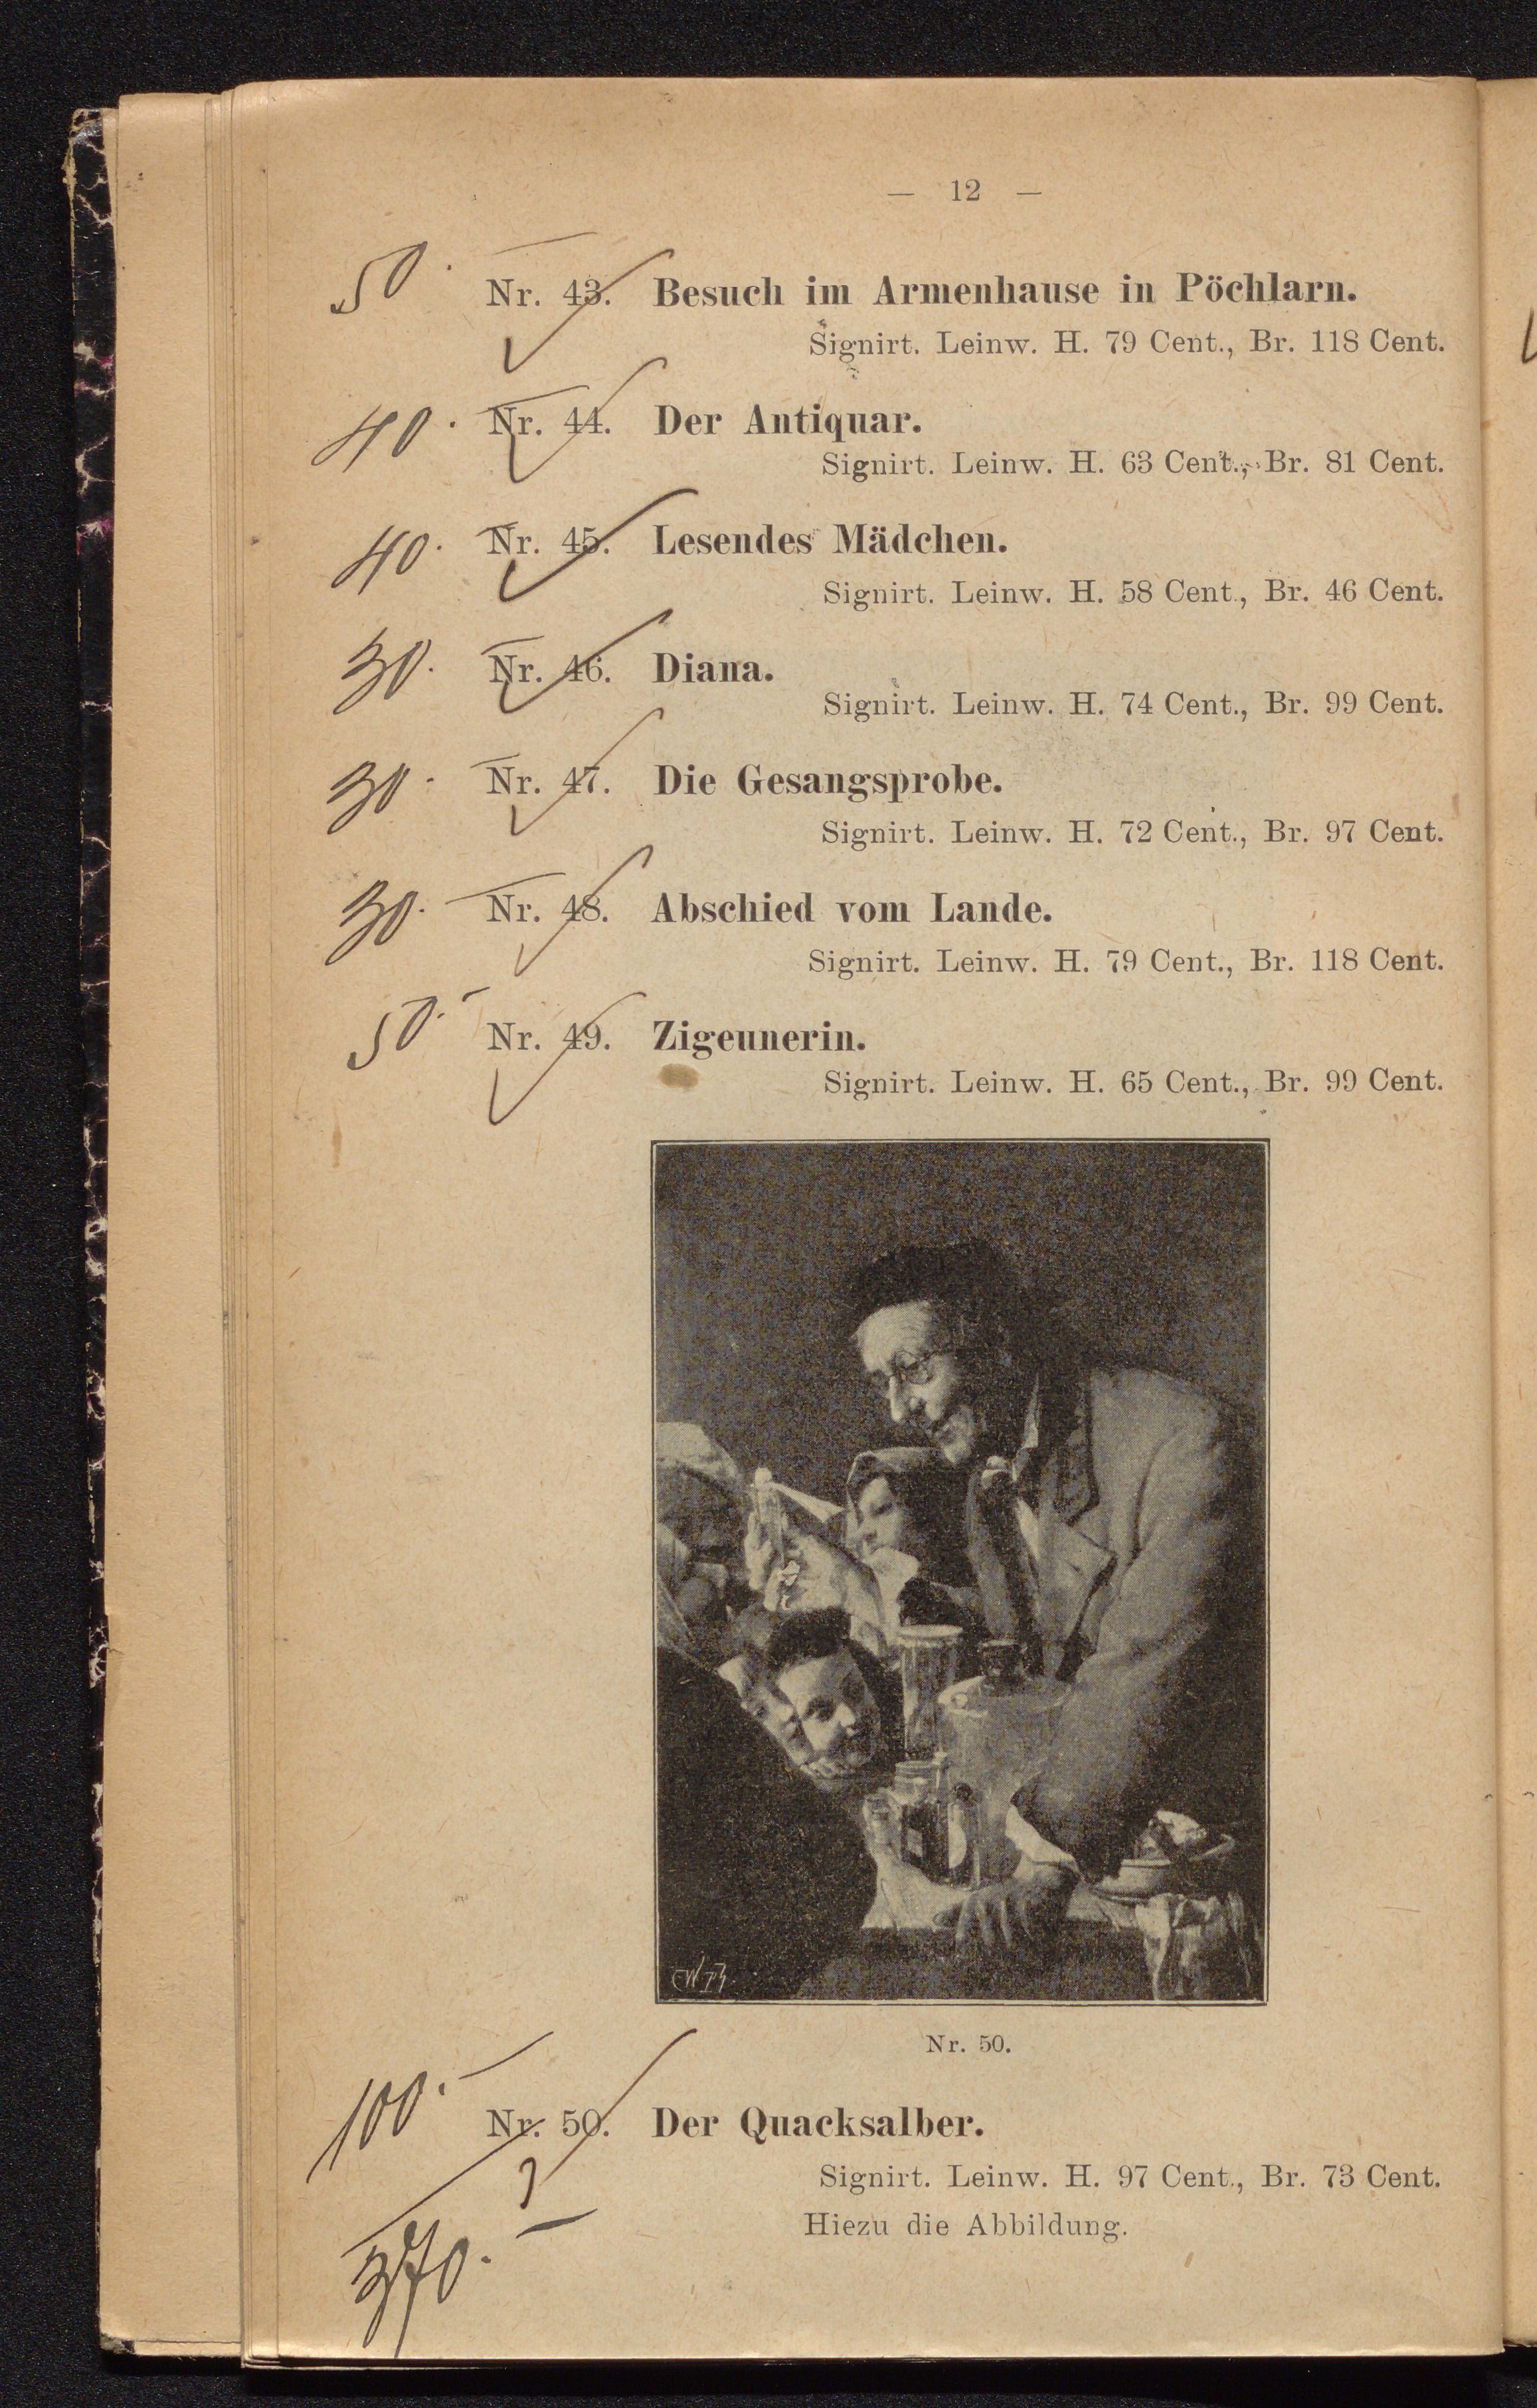 — 12 —
50. — Nr. 43. Besuch im Armenhause in Pöchlarn.
Signirt. Leinw. H. 79 Cent., Br. 118 Cent.
40. — Nr. 44. Der Antiquar.
Signirt. Leinw. H. 63 Cent., Br. 81 Cent.
40. — Nr. 45. Lesendes Mädchen.
Signirt. Leinw. H. 58 Cent., Br. 46 Cent.
30. — Nr. 46. Diana.
Signirt. Leinw. H. 74 Cent., Br. 99 Cent.
30. — Nr. 47. Die Gesangsprobe.
Signirt. Leinw. H. 72 Cent., Br. 97 Cent.
30. — Nr. 48. Abschied vom Lande.
Signirt. Leinw. H. 79 Cent., Br. 118 Cent.
50. — Nr. 49. Zigeunerin.
Signirt. Leinw. H. 65 Cent., Br. 99 Cent.
Nr. 50.
100. — Nr. 50. Der Quacksalber.
Signirt. Leinw. H. 97 Cent., Br. 73 Cent.
Hiezu die Abbildung.
370. —